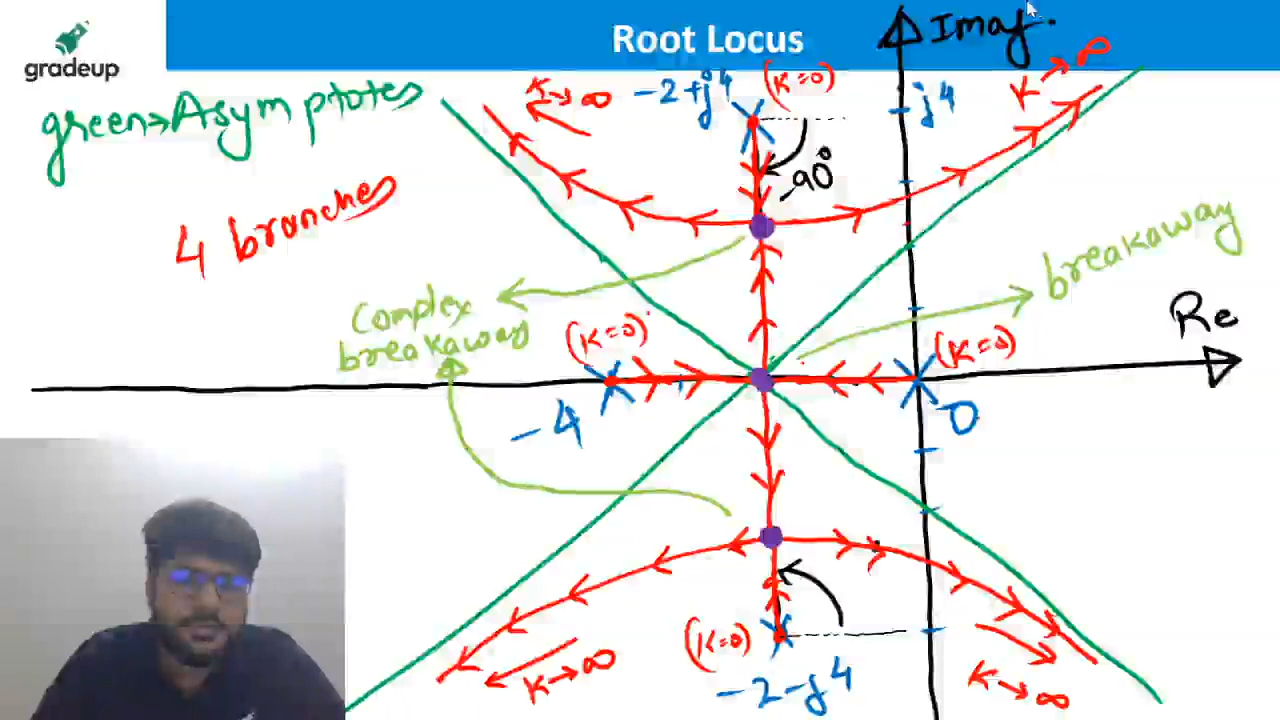 Root Locus
gradeup
Imag.
green→Asymptotes
K→∞
-2+j4
(K=0)
j4
K→∞
-90°
4 branches
breakaway
Complex
breakaway
(K=0)
(K=0)
Re
-4
0
(K=0)
-2-j4
K→∞
K→∞